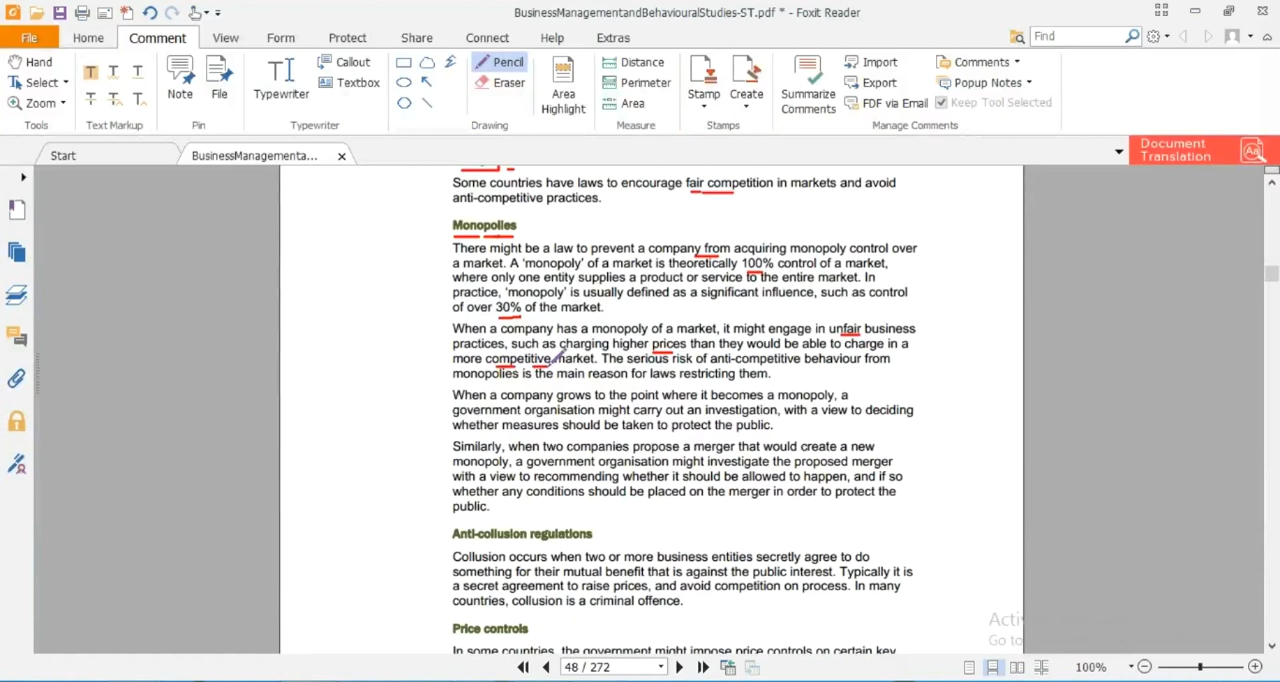 BusinessManagementandBehaviouralStudies-ST.pdf * - Foxit Reader
File Home Comment View Form Protect Share Connect Help Extras Find
Hand
Select
Zoom
Tools
Text Markup
Note
File
Pin
Typewriter
Callout
Textbox
Typewriter
Pencil
Eraser
Drawing
Area
Highlight
Distance
Perimeter
Area
Measure
Stamp
Create
Stamps
Summarize
Comments
Import
Export
FDF via Email
Comments
Popup Notes
Keep Tool Selected
Manage Comments
Start
BusinessManagementa...
Document
Translation
Some countries have laws to encourage fair competition in markets and avoid
anti-competitive practices.
Monopolies
There might be a law to prevent a company from acquiring monopoly control over
a market. A ‘monopoly’ of a market is theoretically 100% control of a market,
where only one entity supplies a product or service to the entire market. In
practice, ‘monopoly’ is usually defined as a significant influence, such as control
of over 30% of the market.
When a company has a monopoly of a market, it might engage in unfair business
practices, such as charging higher prices than they would be able to charge in a
more competitive market. The serious risk of anti-competitive behaviour from
monopolies is the main reason for laws restricting them.
When a company grows to the point where it becomes a monopoly, a
government organisation might carry out an investigation, with a view to deciding
whether measures should be taken to protect the public.
Similarly, when two companies propose a merger that would create a new
monopoly, a government organisation might investigate the proposed merger
with a view to recommending whether it should be allowed to happen, and if so
whether any conditions should be placed on the merger in order to protect the
public.
Anti-collusion regulations
Collusion occurs when two or more business entities secretly agree to do
something for their mutual benefit that is against the public interest. Typically it is
a secret agreement to raise prices, and avoid competition on process. In many
countries, collusion is a criminal offence.
Price controls
In some countries, the government might impose price controls on certain key
48 / 272
100%